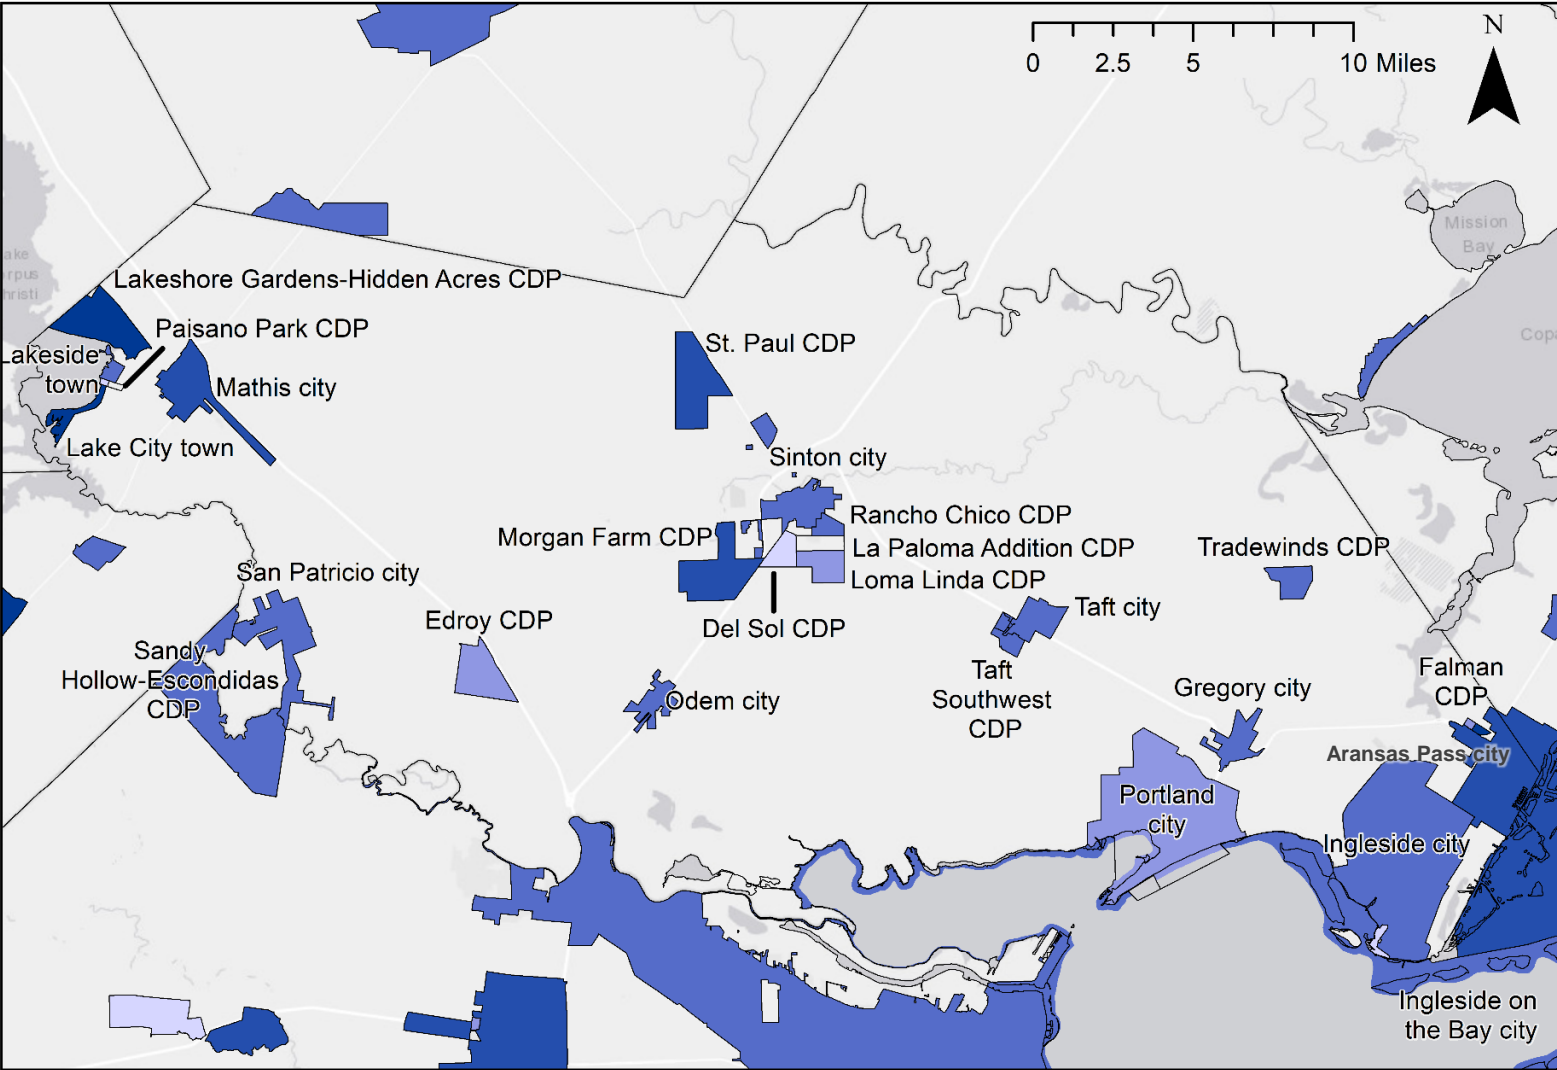 N
0 2.5 5 10 Miles
Mission
Bay
Lake
Corpus
Christi
Lakeshore Gardens-Hidden Acres CDP
Paisano Park CDP
St. Paul CDP
Lakeside
town
Mathis city
Lake City town
Sinton city
Rancho Chico CDP
Morgan Farm CDP
La Paloma Addition CDP
Tradewinds CDP
Loma Linda CDP
San Patricio city
Taft city
Edroy CDP
Del Sol CDP
Sandy
Hollow-Escondidas
CDP
Taft
Southwest
CDP
Falman
CDP
Gregory city
Odem city
Aransas Pass city
Portland
city
Ingleside city
Ingleside on
the Bay city